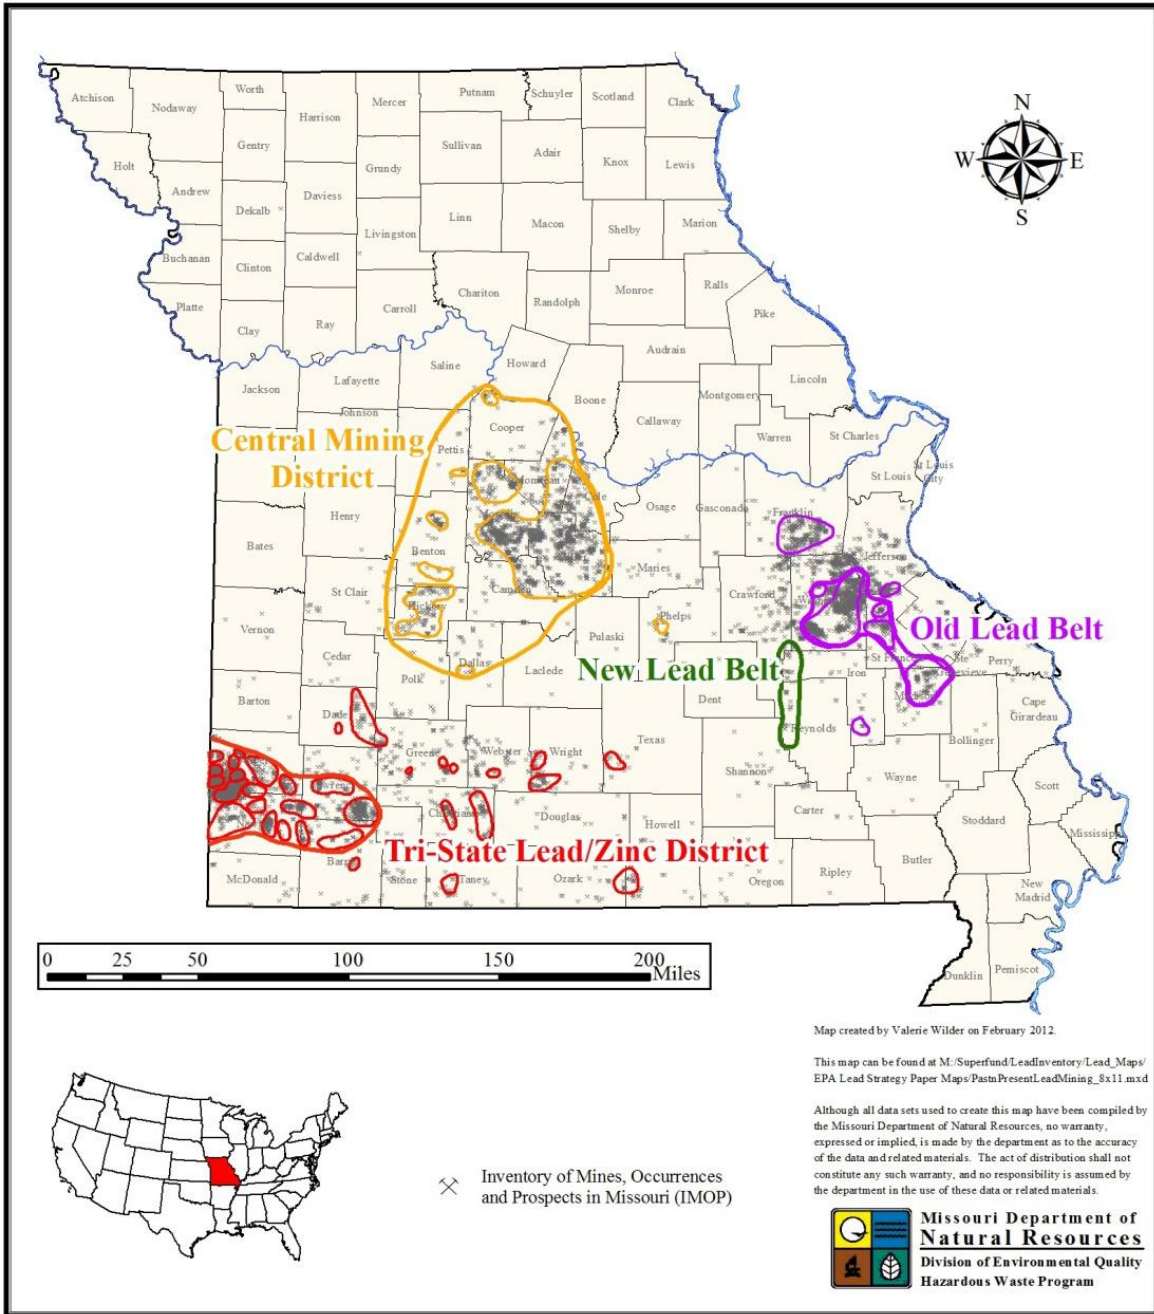 Atchison
Nodaway
Worth
Harrison
Mercer
Putnam
Schuyler
Scotland
Clark
N
W
E
S
Holt
Gentry
Sullivan
Adair
Knox
Lewis
Grundy
Andrew
Dekalb
Daviess
Linn
Macon
Shelby
Marion
Livingston
Buchanan
Clinton
Caldwell
Chariton
Randolph
Monroe
Ralls
Pike
Platte
Clay
Ray
Carroll
Howard
Audrain
Saline
Jackson
Lafayette
Boone
Lincoln
Johnson
Callaway
Montgomery
Cooper
Warren
St Charles
Central Mining
District
Pettis
St Louis
St Louis
City
Cole
Henry
Osage
Gasconade
Franklin
Bates
Benton
Jefferson
Maries
St Clair
Camden
Crawford
Hickory
Phelps
Vernon
Pulaski
Old Lead Belt
Cedar
Dallas
Laclede
New Lead Belt
Perry
Polk
Iron
Dent
Barton
Dade
Reynolds
Cape
Girardeau
Bollinger
Greene
Webster
Wright
Texas
Shannon
Wayne
Scott
Carter
Stoddard
Christian
Douglas
Howell
Mississippi
Tri-State Lead/Zinc District
McDonald
Stone
Taney
Ozark
Oregon
Ripley
Butler
New
Madrid
Dunklin
Pemiscot
0 25 50 100 150 200
Miles
Map created by Valerie Wilder on February 2012.
This map can be found at M:/Superfund/LeadInventory/Lead_Maps/
EPA Lead Strategy Paper Maps/PastnPresentLeadMining_8x11.mxd
Although all data sets used to create this map have been compiled by
the Missouri Department of Natural Resources, no warranty,
expressed or implied, is made by the department as to the accuracy
of the data and related materials. The act of distribution shall not
constitute any such warranty, and no responsibility is assumed by
the department in the use of these data or related materials.
Inventory of Mines, Occurrences
and Prospects in Missouri (IMOP)
Missouri Department of
Natural Resources
Division of Environmental Quality
Hazardous Waste Program